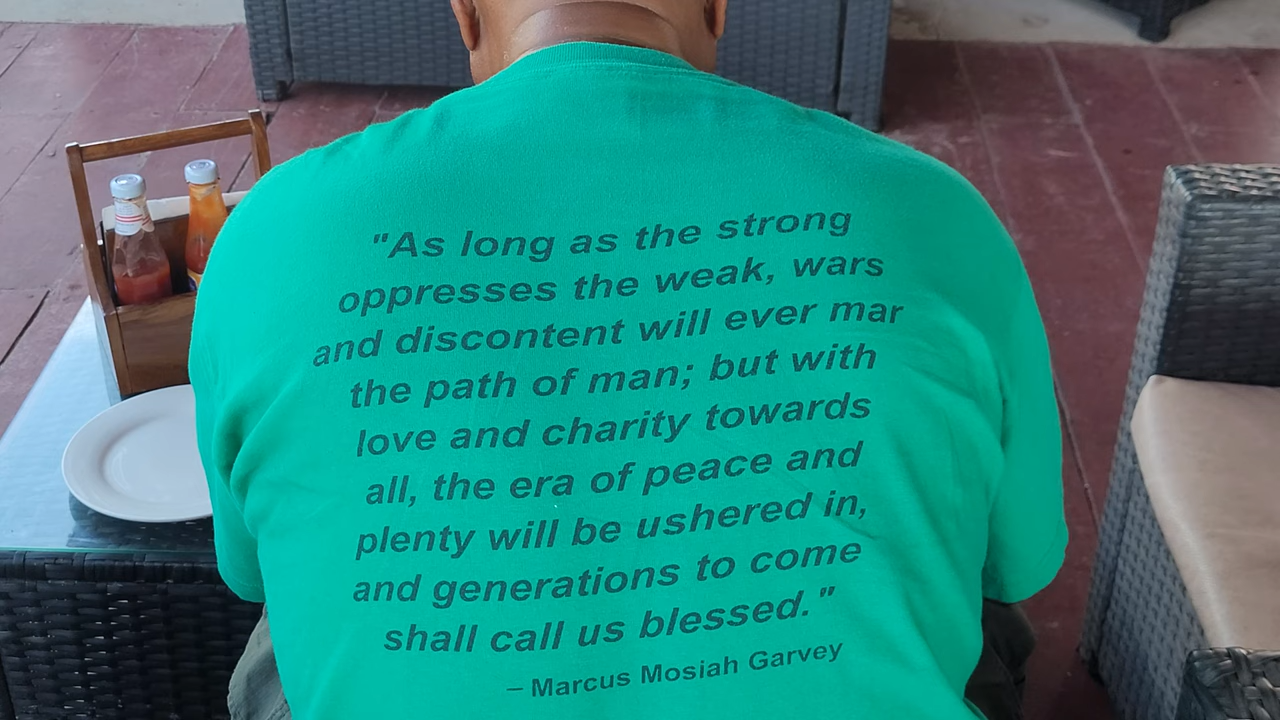 "As long as the strong
oppresses the weak, wars
and discontent will ever mar
the path of man; but with
love and charity towards
all, the era of peace and
plenty will be ushered in,
and generations to come
shall call us blessed."
– Marcus Mosiah Garvey